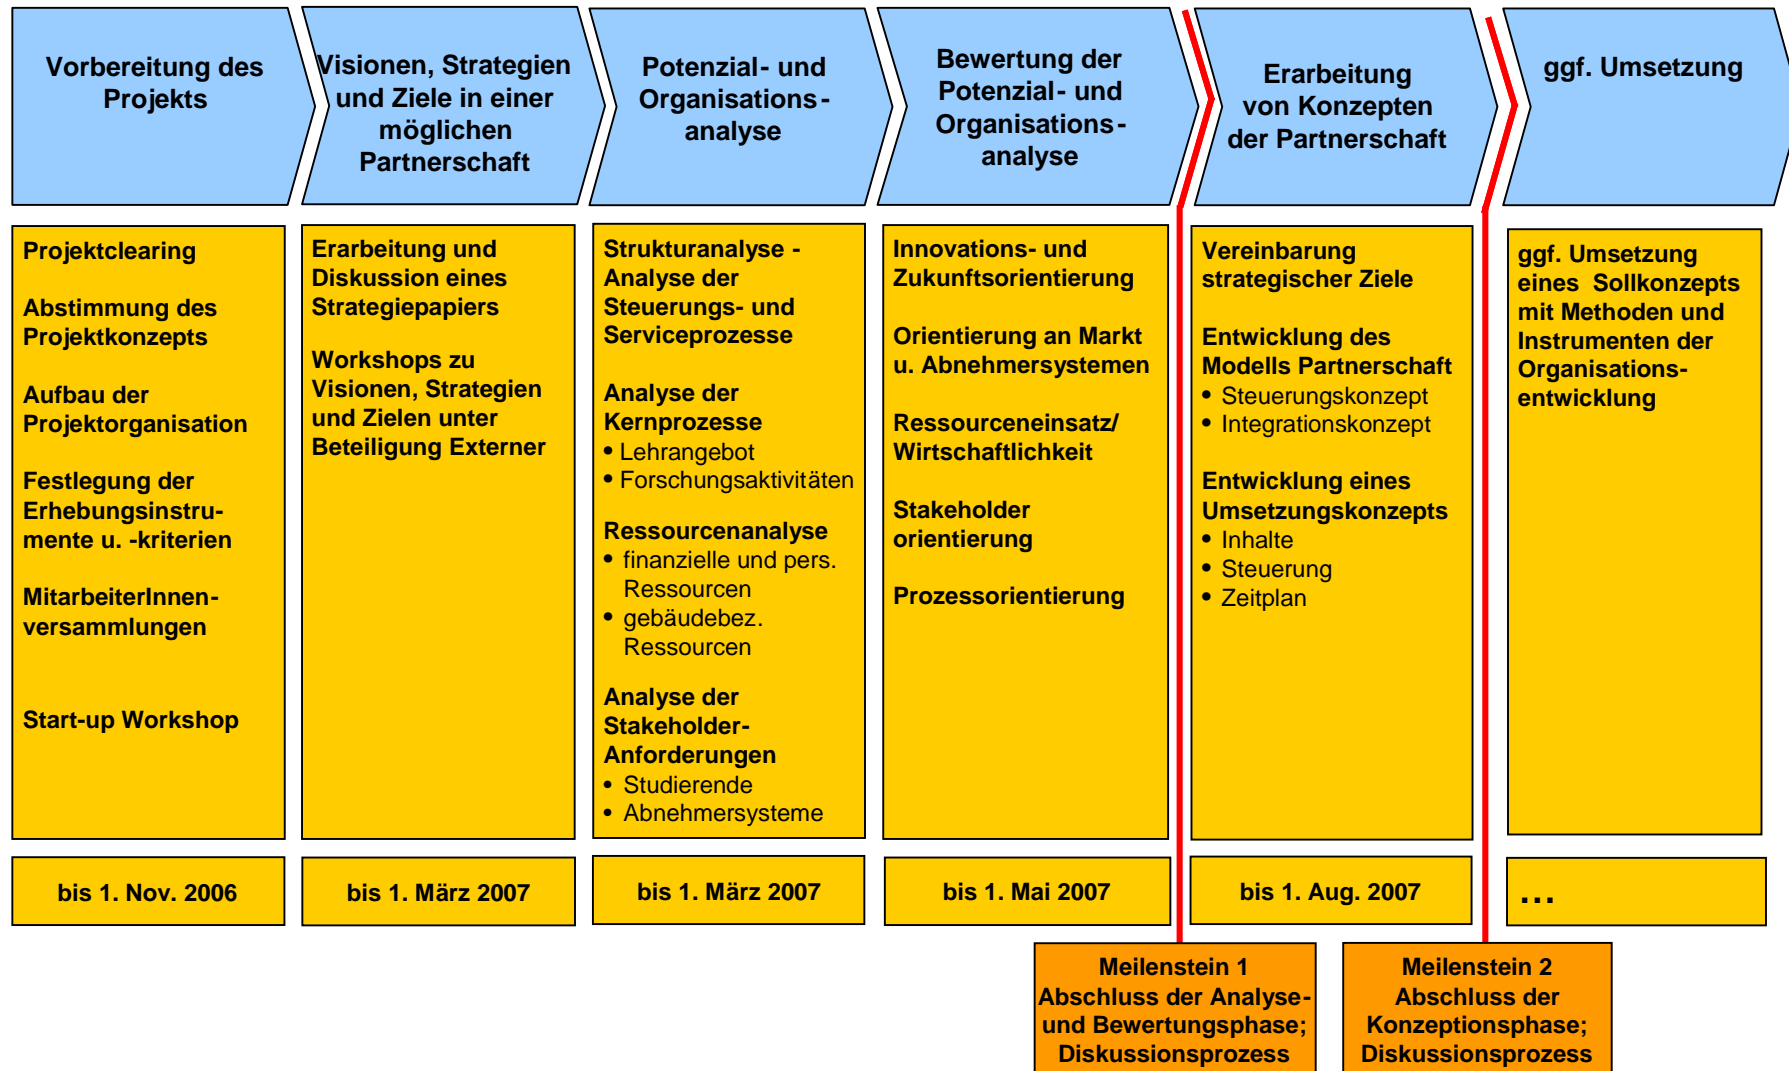 Vorbereitung des
Projekts
Visionen, Strategien
und Ziele in einer
möglichen
Partnerschaft
Potenzial- und
Organisations-
analyse
Bewertung der
Potenzial- und
Organisations-
analyse
Erarbeitung
von Konzepten
der Partnerschaft
ggf. Umsetzung
Projektclearing
Abstimmung des
Projektkonzepts
Aufbau der
Projektorganisation
Festlegung der
Erhebungsinstru-
mente u. -kriterien
MitarbeiterInnen-
versammlungen
Start-up Workshop
Erarbeitung und
Diskussion eines
Strategiepapiers
Workshops zu
Visionen, Strategien
und Zielen unter
Beteiligung Externer
Strukturanalyse -
Analyse der
Steuerungs- und
Serviceprozesse
Analyse der
Kernprozesse
• Lehrangebot
• Forschungsaktivitäten
Ressourcenanalyse
• finanzielle und pers.
Ressourcen
• gebäudebez.
Ressourcen
Analyse der
Stakeholder-
Anforderungen
• Studierende
• Abnehmersysteme
Innovations- und
Zukunftsorientierung
Orientierung an Markt
u. Abnehmersystemen
Ressourceneinsatz/
Wirtschaftlichkeit
Stakeholder
orientierung
Prozessorientierung
Vereinbarung
strategischer Ziele
Entwicklung des
Modells Partnerschaft
• Steuerungskonzept
• Integrationskonzept
Entwicklung eines
Umsetzungskonzepts
• Inhalte
• Steuerung
• Zeitplan
ggf. Umsetzung
eines Sollkonzepts
mit Methoden und
Instrumenten der
Organisations-
entwicklung
bis 1. Nov. 2006
bis 1. März 2007
bis 1. März 2007
bis 1. Mai 2007
bis 1. Aug. 2007
...
Meilenstein 1
Abschluss der Analyse-
und Bewertungsphase;
Diskussionsprozess
Meilenstein 2
Abschluss der
Konzeptionsphase;
Diskussionsprozess